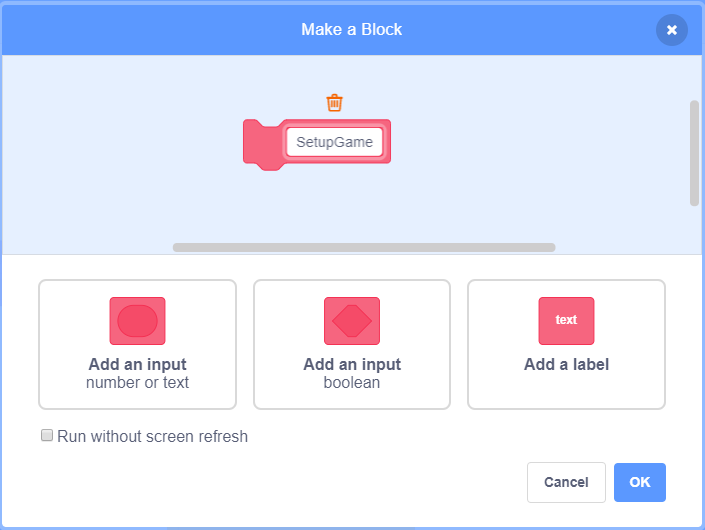 Make a Block
SetupGame
text
Add an input
number or text
Add an input
boolean
Add a label
Run without screen refresh
Cancel
OK